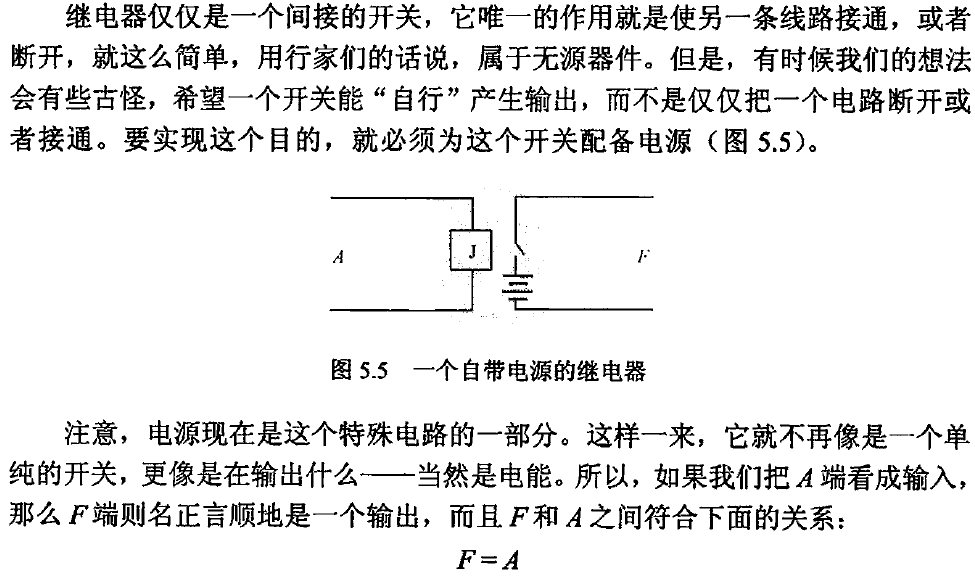 继电器仅仅是一个间接的开关，它唯一的作用就是使另一条线路接通，或者
断开，就这么简单，用行家们的话说，属于无源器件。但是，有时候我们的想法
会有些古怪，希望一个开关能“自行”产生输出，而不是仅仅把一个电路断开或
者接通。要实现这个目的，就必须为这个开关配备电源（图 5.5）。
A
J
F
图 5.5 一个自带电源的继电器
注意，电源现在是这个特殊电路的一部分。这样一来，它就不再像是一个单
纯的开关，更像是在输出什么——当然是电能。所以，如果我们把 A 端看成输入，
那么 F 端则名正言顺地是一个输出，而且 F 和 A 之间符合下面的关系：
F = A